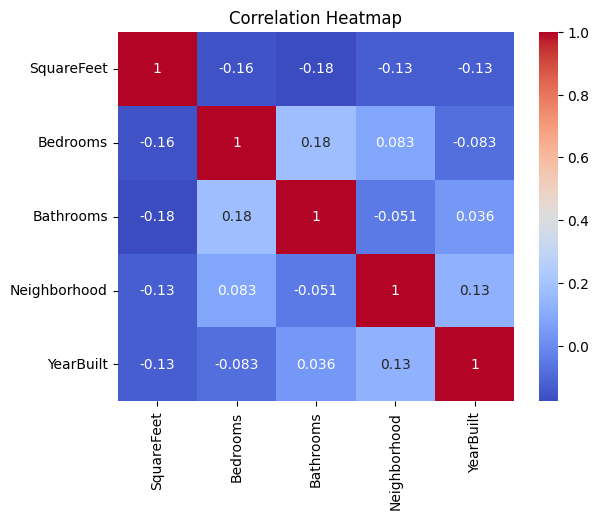 Correlation Heatmap
SquareFeet 1 -0.16 -0.18 -0.13 -0.13
Bedrooms -0.16 1 0.18 0.083 -0.083
Bathrooms -0.18 0.18 1 -0.051 0.036
Neighborhood -0.13 0.083 -0.051 1 0.13
YearBuilt -0.13 -0.083 0.036 0.13 1
SquareFeet Bedrooms Bathrooms Neighborhood YearBuilt
1.0
0.8
0.6
0.4
0.2
0.0